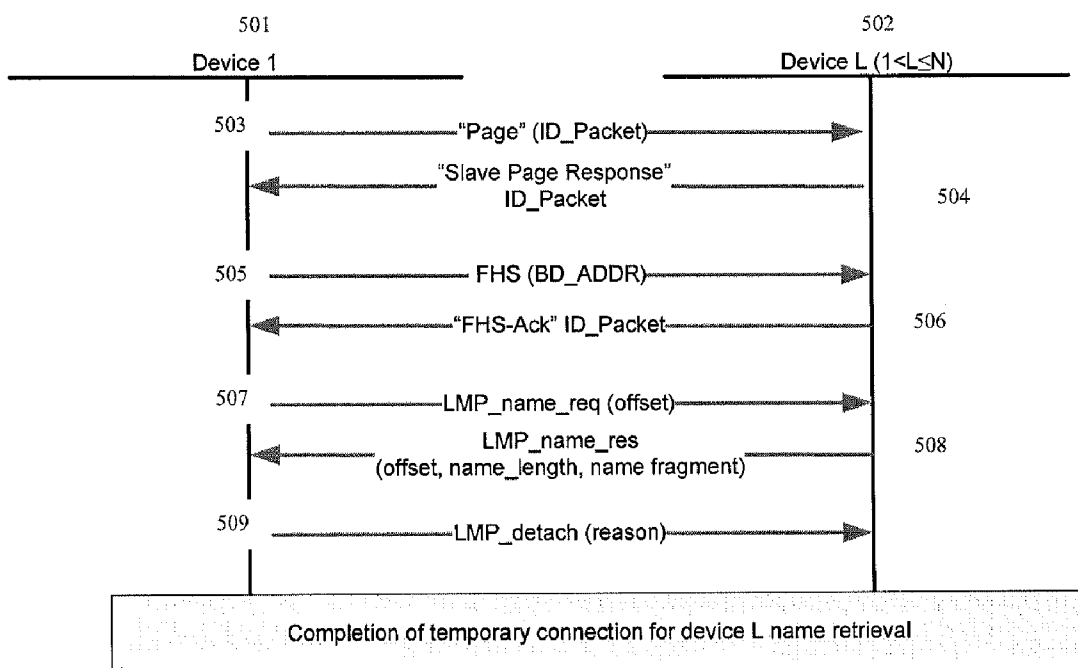 501
502
Device 1
Device L (1<L≤N)
503
"Page" (ID_Packet)
"Slave Page Response"
ID_Packet
504
505
FHS (BD_ADDR)
"FHS-Ack" ID_Packet
506
507
LMP_name_req (offset)
LMP_name_res
(offset, name_length, name fragment)
508
509
LMP_detach (reason)
Completion of temporary connection for device L name retrieval